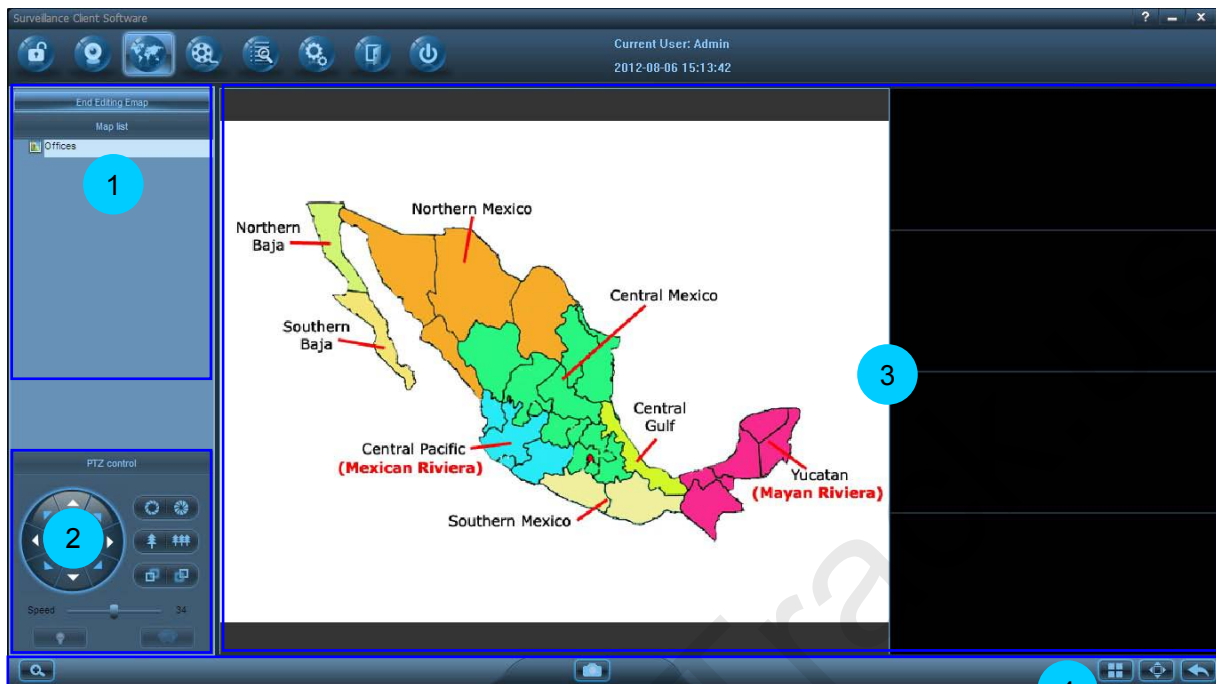 Surveillance Client Software
?
Current User: Admin
2012-08-06 15:13:42
End Editing Emap
Map list
Offices
1
Northern Mexico
Northern
Baja
Central Mexico
Southern
Baja
3
Central
Gulf
Central Pacific
(Mexican Riviera)
Yucatan
(Mayan Riviera)
Southern Mexico
PTZ control
2
Speed
34